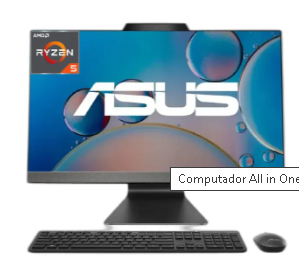 AMD
RYZEN
5
ASUS
Computador All in One